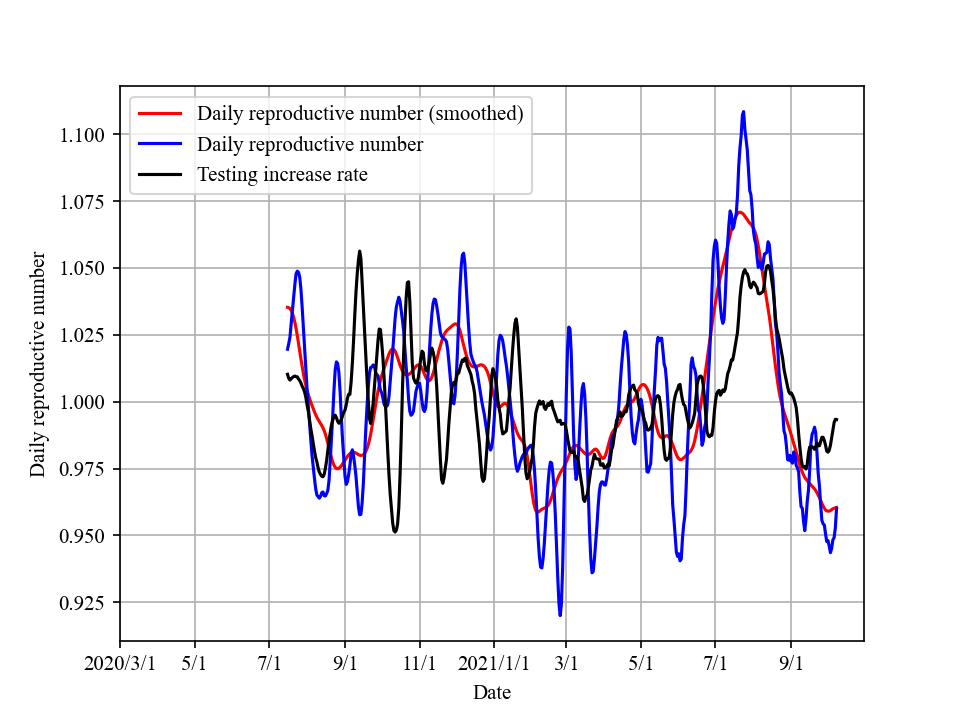 Daily reproductive number (smoothed)
Daily reproductive number
Testing increase rate
Daily reproductive number
1.100
1.075
1.050
1.025
1.000
0.975
0.950
0.925
2020/3/1 5/1 7/1 9/1 11/1 2021/1/1 3/1 5/1 7/1 9/1
Date